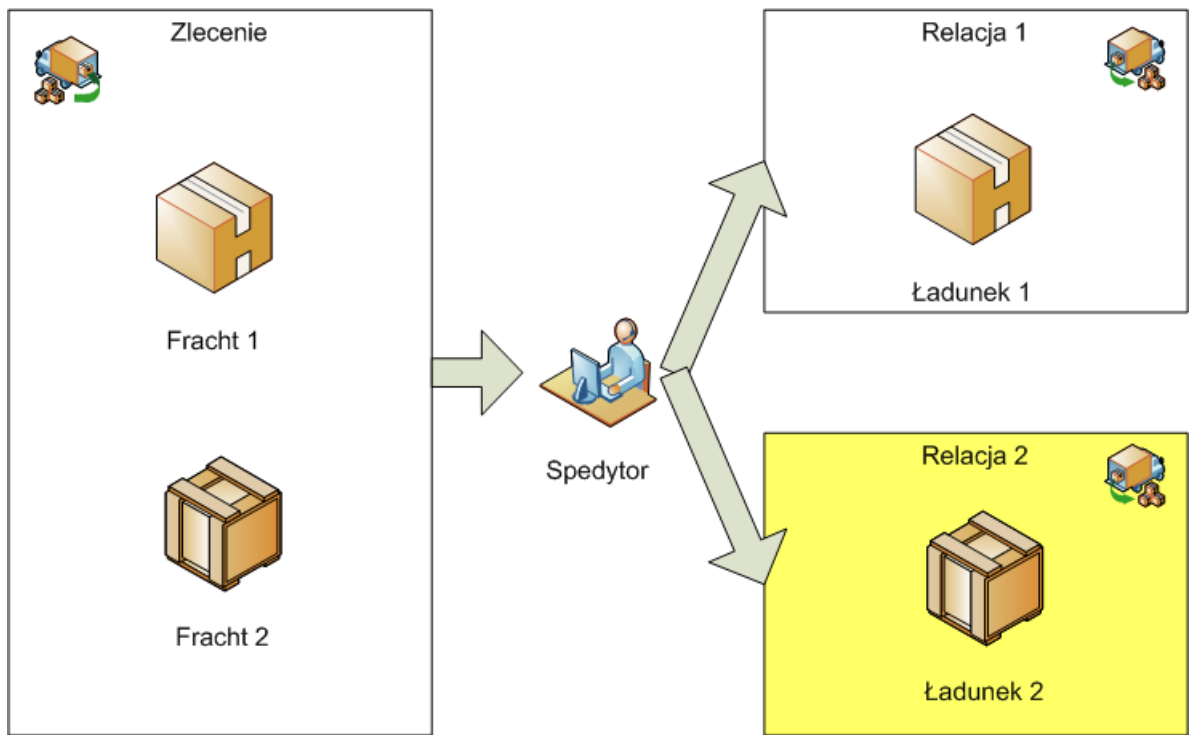 Zlecenie
Fracht 1
Fracht 2
Spedytor
Relacja 1
Ładunek 1
Relacja 2
Ładunek 2